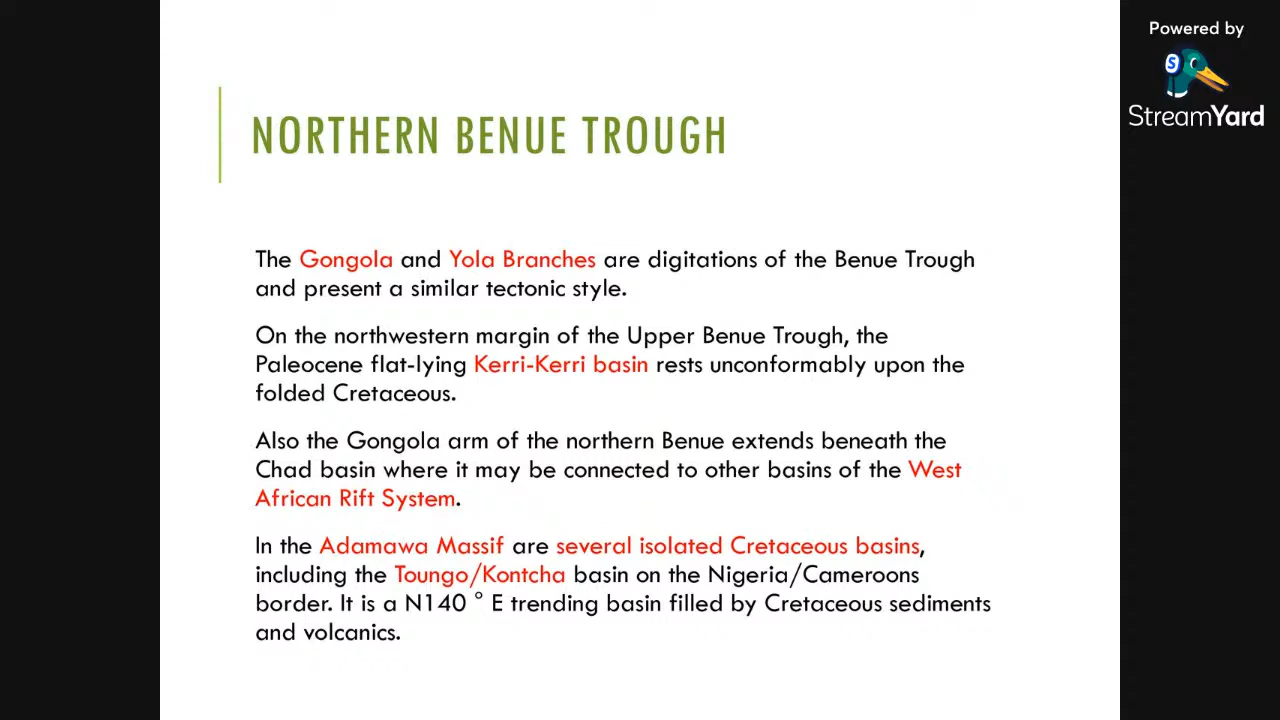 Powered by
StreamYard
NORTHERN BENUE TROUGH
The Gongola and Yola Branches are digitations of the Benue Trough
and present a similar tectonic style.
On the northwestern margin of the Upper Benue Trough, the
Paleocene flat-lying Kerri-Kerri basin rests unconformably upon the
folded Cretaceous.
Also the Gongola arm of the northern Benue extends beneath the
Chad basin where it may be connected to other basins of the West
African Rift System.
In the Adamawa Massif are several isolated Cretaceous basins,
including the Toungo/Kontcha basin on the Nigeria/Cameroons
border. It is a N140 ° E trending basin filled by Cretaceous sediments
and volcanics.